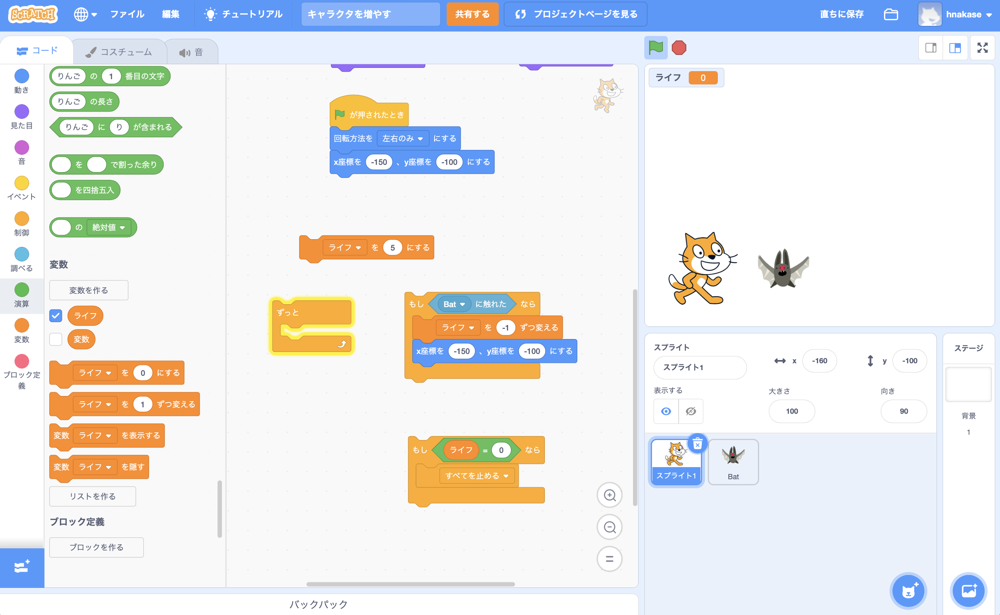 SCRATCH
ファイル
編集
チュートリアル
キャラクタを増やす
共有する
プロジェクトページを見る
直ちに保存
hnakase
コード
コスチューム
音
動き
見た目
音
イベント
制御
調べる
演算
変数
ブロック定
義
りんご の 1 番目の文字
りんご の長さ
りんご に り が含まれる
を で割った余り
を四捨五入
の 絶対値
変数
変数を作る
ライフ
変数
ライフ を 0 にする
ライフ を 1 ずつ変える
変数 ライフ を表示する
変数 ライフ を隠す
リストを作る
ブロック定義
ブロックを作る
が押されたとき
回転方法を 左右のみ にする
x座標を -150 、y座標を -100 にする
ライフ を 5 にする
ずっと
もし Bat に触れた なら
ライフ を -1 ずつ変える
x座標を -150 、y座標を -100 にする
もし ライフ = 0 なら
すべてを止める
バックパック
ライフ 0
スプライト
スプライト1
x -160
y -100
表示する
大きさ
100
向き
90
スプライト1
Bat
ステージ
背景
1